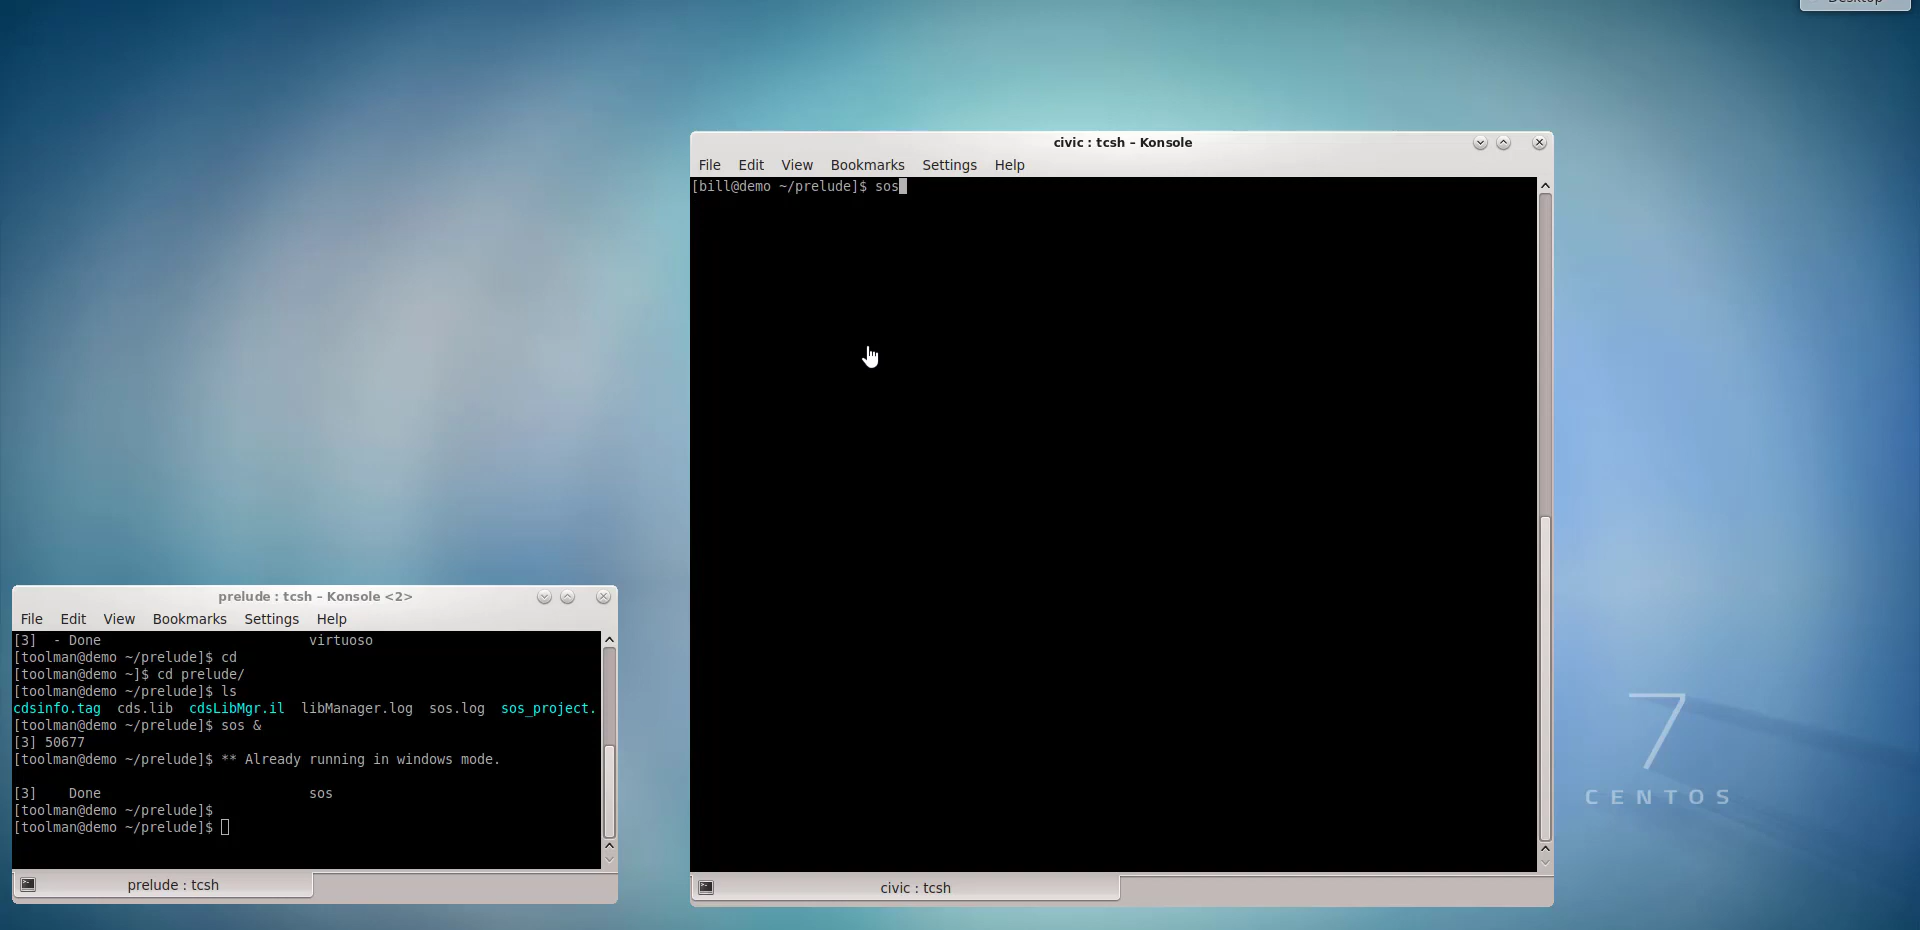 Desktop
civic : tcsh – Konsole
File Edit View Bookmarks Settings Help
[bill@demo ~/prelude]$ sos
civic : tcsh
prelude : tcsh – Konsole <2>
File Edit View Bookmarks Settings Help
[3]  - Done                          virtuoso
[toolman@demo ~/prelude]$ cd
[toolman@demo ~]$ cd prelude/
[toolman@demo ~/prelude]$ ls
cdsinfo.tag  cds.lib  cdsLibMgr.il  libManager.log  sos.log  sos_project.
[toolman@demo ~/prelude]$ sos &
[3] 50677
[toolman@demo ~/prelude]$ ** Already running in windows mode.
[3]    Done                          sos
[toolman@demo ~/prelude]$
[toolman@demo ~/prelude]$
prelude : tcsh
7
CENTOS